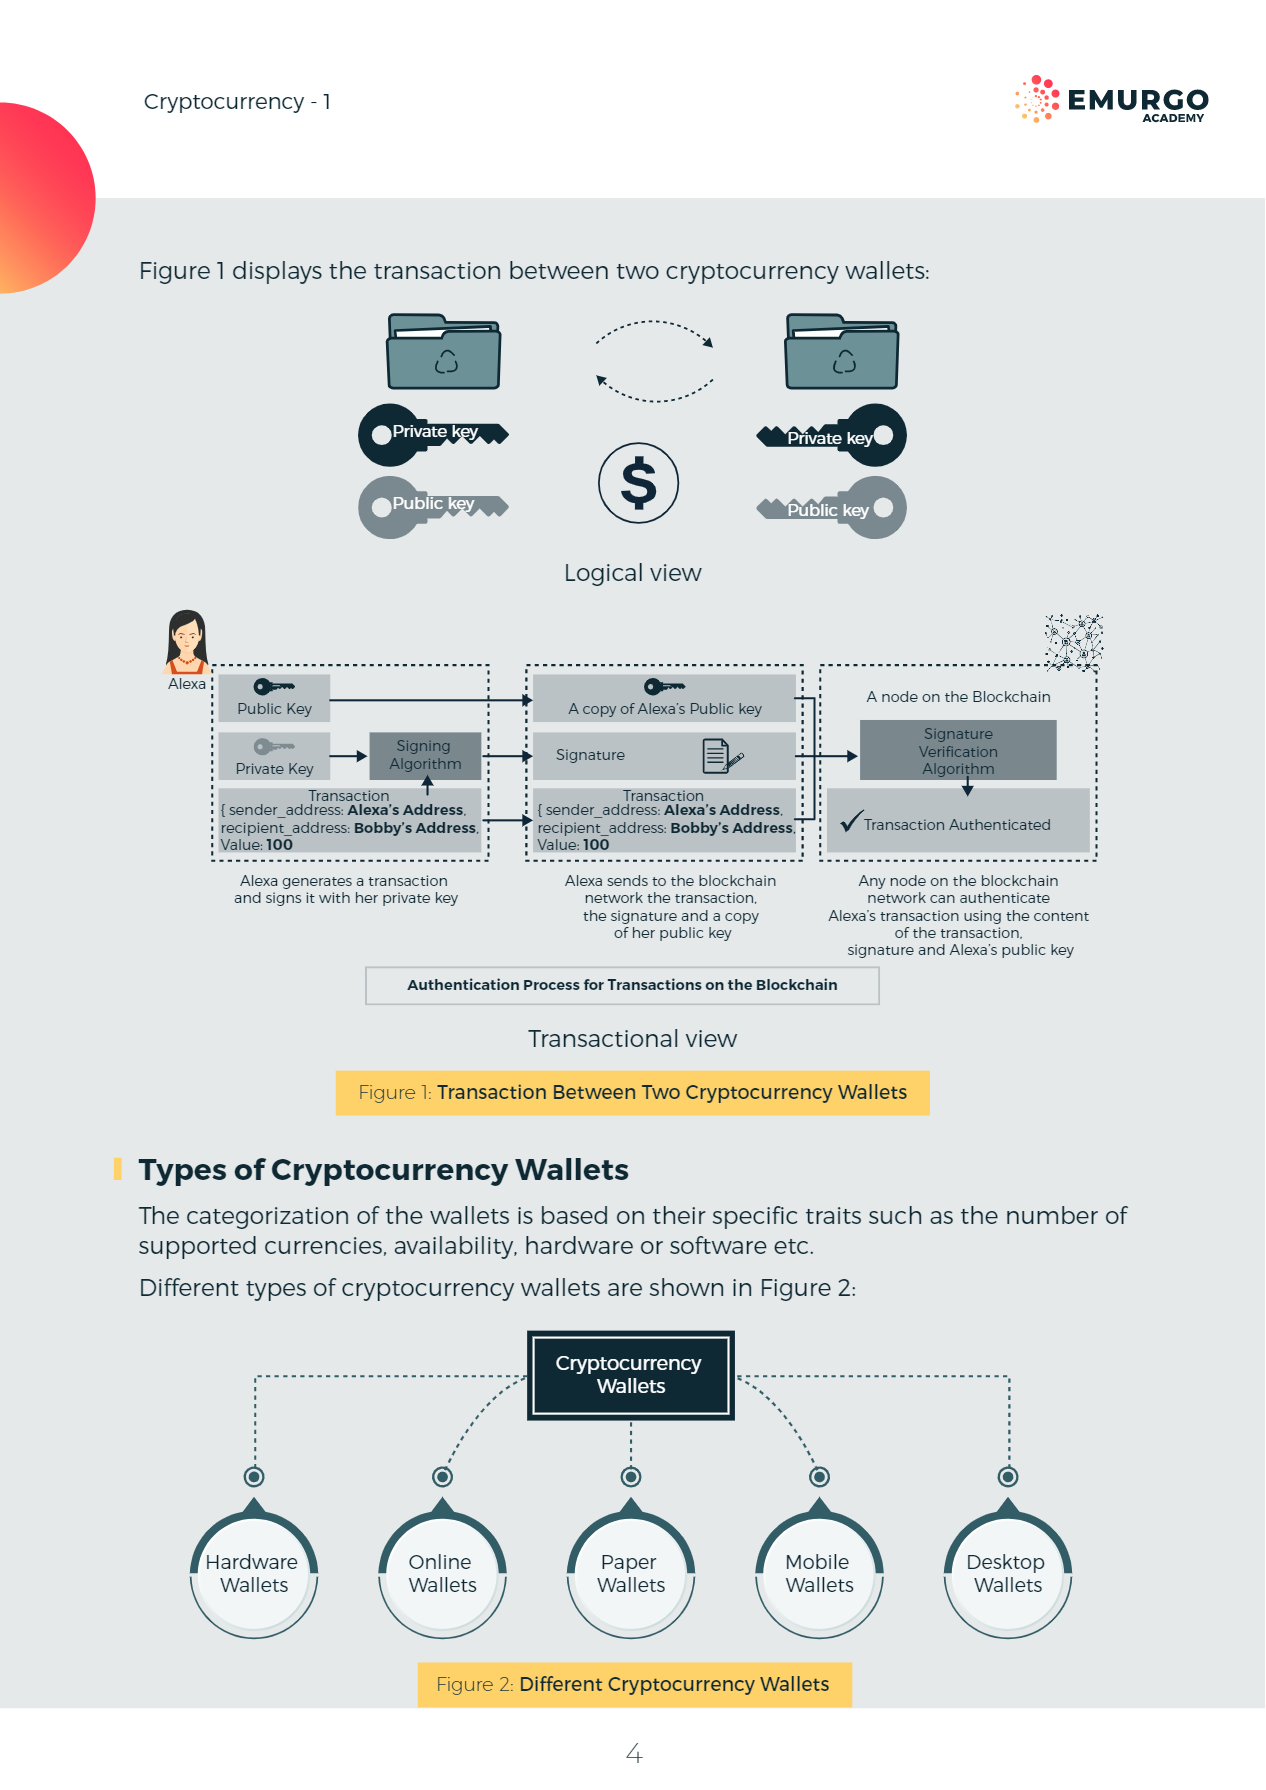 Cryptocurrency - 1
EMURGO
ACADEMY
Figure 1 displays the transaction between two cryptocurrency wallets:
Private key
Private key
Public key
Public key
$
Logical view
Alexa
Public Key
Private Key
Signing
Algorithm
Transaction
{ sender_address: Alexa's Address,
recipient_address: Bobby's Address,
Value: 100
A copy of Alexa's Public key
Signature
Transaction
{ sender_address: Alexa's Address,
recipient_address: Bobby's Address,
Value: 100
A node on the Blockchain
Signature
Verification
Algorithm
Transaction Authenticated
Alexa generates a transaction
and signs it with her private key
Alexa sends to the blockchain
network the transaction,
the signature and a copy
of her public key
Any node on the blockchain
network can authenticate
Alexa's transaction using the content
of the transaction,
signature and Alexa's public key
Authentication Process for Transactions on the Blockchain
Transactional view
Figure 1: Transaction Between Two Cryptocurrency Wallets
Types of Cryptocurrency Wallets
The categorization of the wallets is based on their specific traits such as the number of
supported currencies, availability, hardware or software etc.
Different types of cryptocurrency wallets are shown in Figure 2:
Cryptocurrency
Wallets
Hardware
Wallets
Online
Wallets
Paper
Wallets
Mobile
Wallets
Desktop
Wallets
Figure 2: Different Cryptocurrency Wallets
4